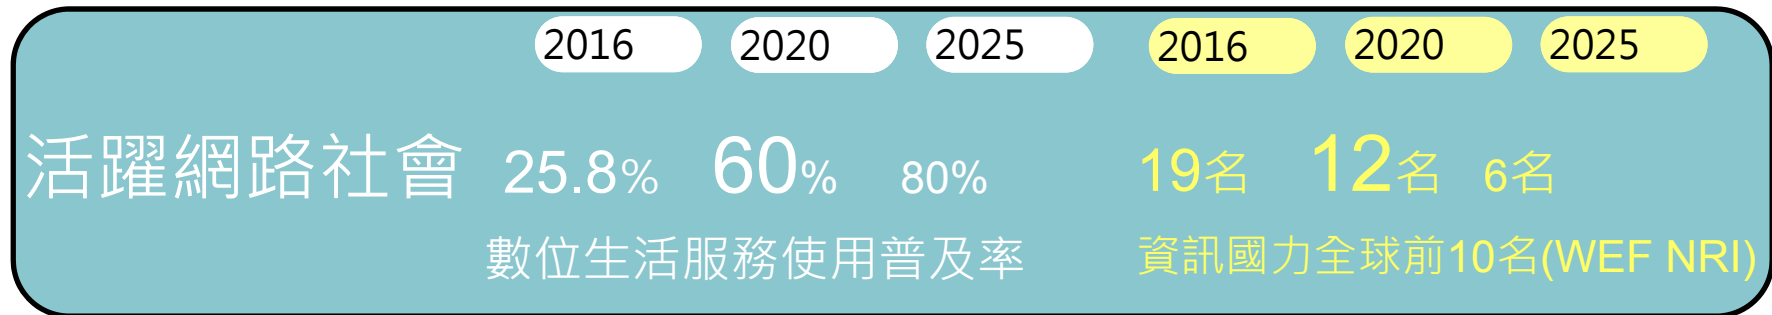 2016 2020 2025 2016 2020 2025
活躍網路社會 25.8% 60% 80% 19名 12名 6名
數位生活服務使用普及率 資訊國力全球前10名(WEF NRI)